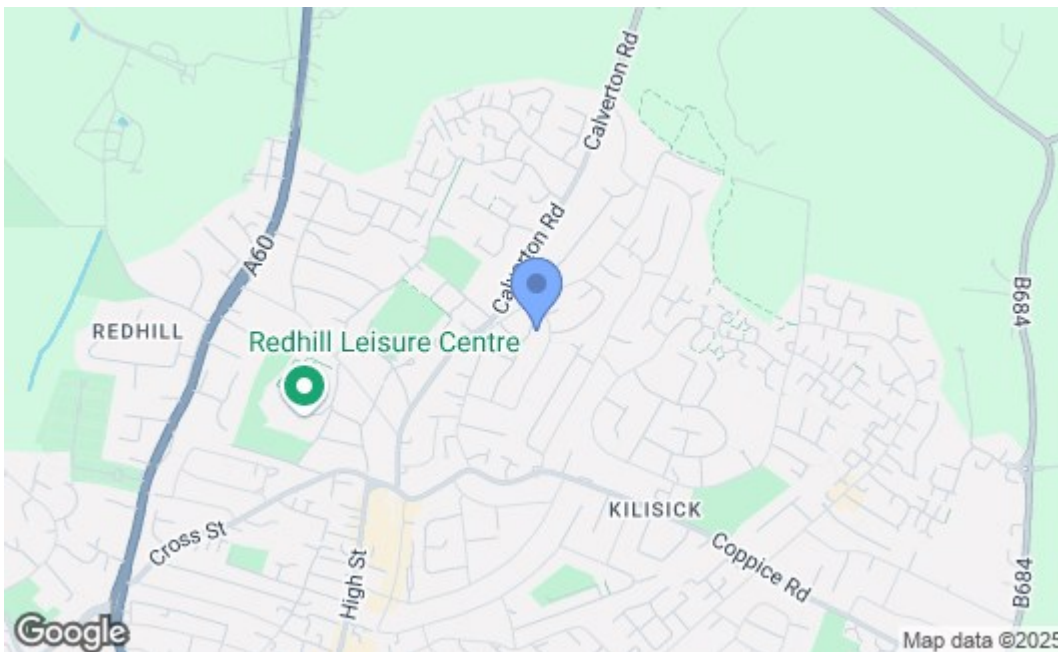 Calverton Rd
Calverton Rd
A60
B684
REDHILL
Redhill Leisure Centre
KILISICK
Cross St
High St
Coppice Rd
B684
Google
Map data ©2025